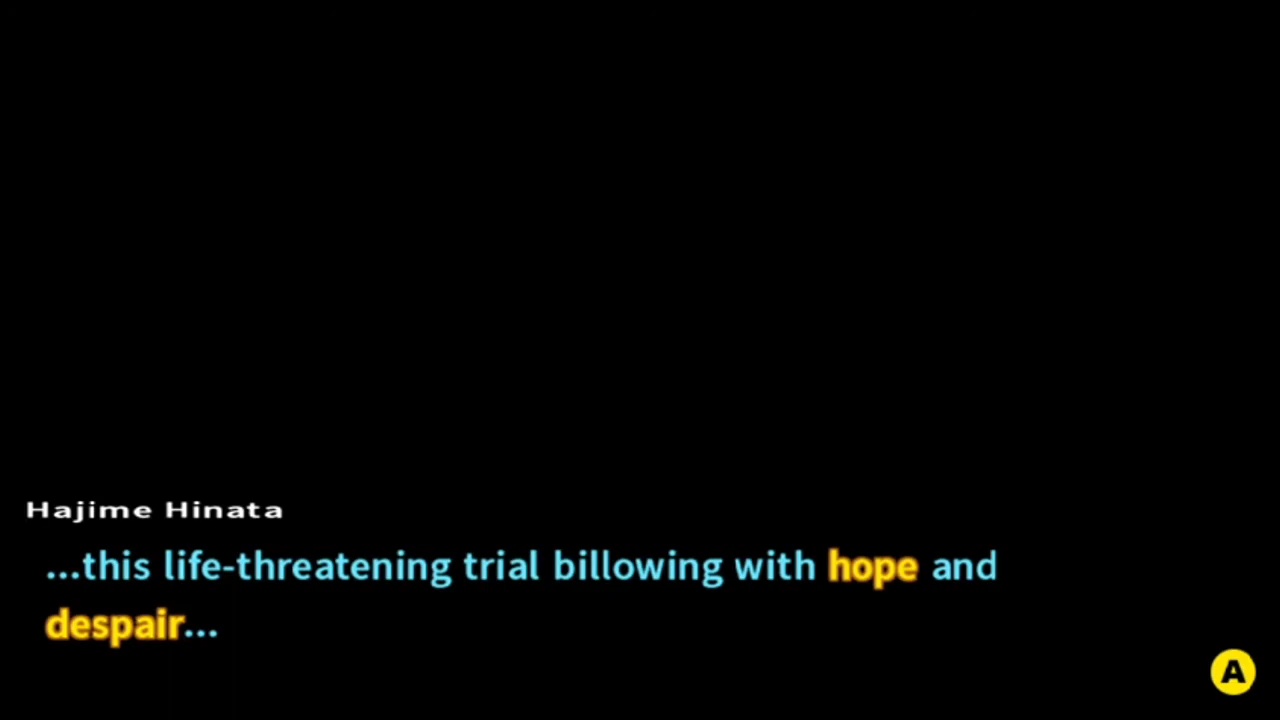 Hajime Hinata
...this life-threatening trial billowing with hope and
despair...
A